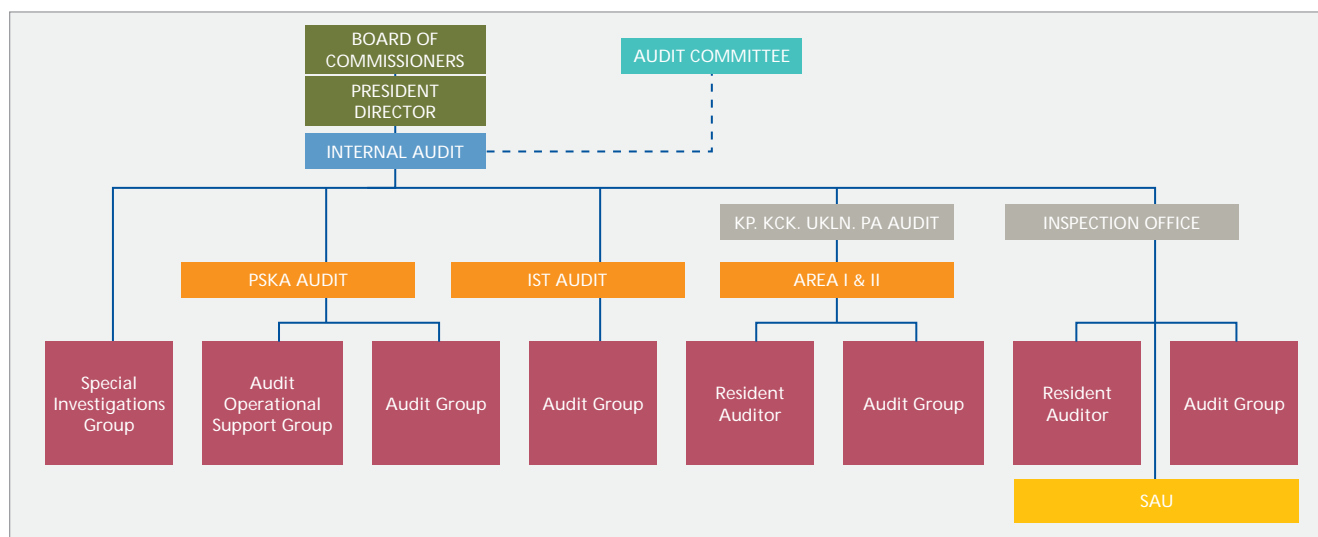 BOARD OF
COMMISSIONERS
AUDIT COMMITTEE
PRESIDENT
DIRECTOR
INTERNAL AUDIT
KP. KCK. UKLN. PA AUDIT
INSPECTION OFFICE
PSKA AUDIT
IST AUDIT
AREA I & II
Special
Investigations
Group
Audit
Operational
Support Group
Audit Group
Audit Group
Resident
Auditor
Audit Group
Resident
Auditor
Audit Group
SAU